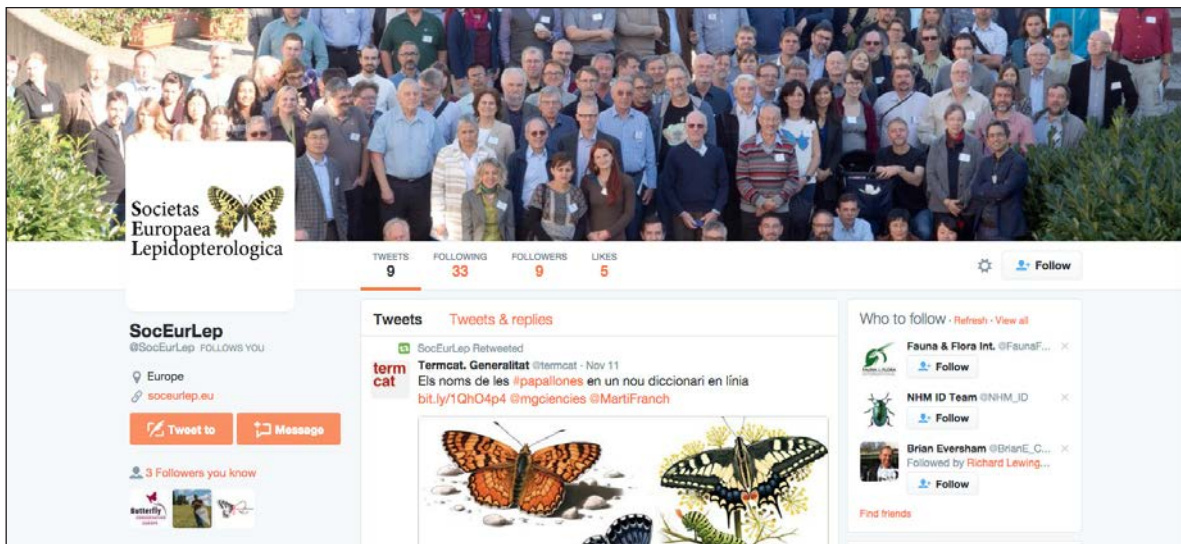 Societas
Europaea
Lepidopterologica
TWEETS FOLLOWING FOLLOWERS LIKES
9 33 9 5
Follow
SocEurLep
@SocEurLep FOLLOWS YOU
Europe
soceurlep.eu
Tweet to Message
3 Followers you know
Butterfly
Tweets Tweets & replies
SocEurLep Retweeted
term
cat
Termcat. Generalitat @termcat · Nov 11
Els noms de les #papallones en un nou diccionari en línia
bit.ly/1QhO4p4 @mgciencies @MartiFranch
Who to follow · Refresh · View all
Fauna & Flora Int. @FaunaF...
Follow
NHM ID Team @NHM_ID
Follow
Brian Eversham @BrianE_C...
Followed by Richard Lewing...
Follow
Find friends